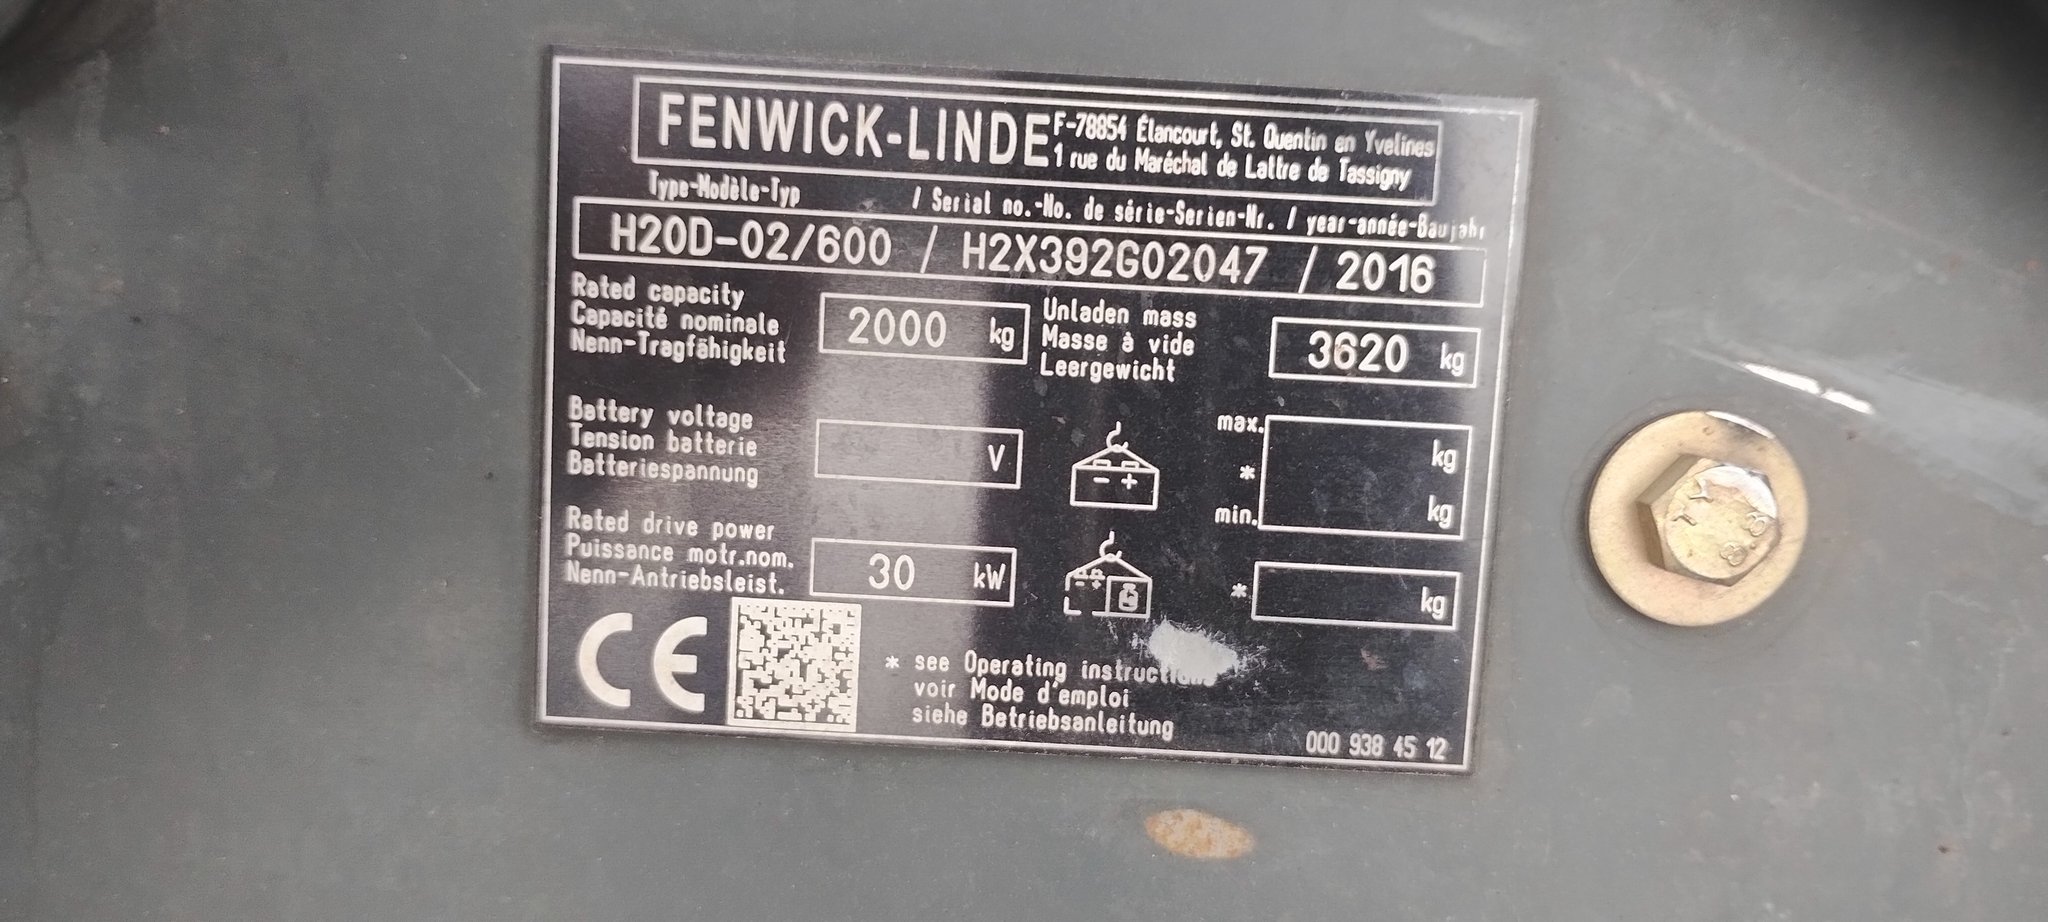 FENWICK-LINDE
F-78854 Élancourt, St. Quentin en Yvelines
1 rue du Maréchal de Lattre de Tassigny
Type-Modèle-Typ / Serial no.-No. de série-Serien-Nr. / year-année-Baujahr
H20D-02/600 / H2X392G02047 / 2016
Rated capacity
Capacité nominale
Nenn-Tragfähigkeit
2000 kg
Unladen mass
Masse à vide
Leergewicht
3620 kg
Battery voltage
Tension batterie
Batteriespannung
V
- +
max. kg
*
min. kg
Rated drive power
Puissance motr.nom.
Nenn-Antriebsleist.
30 kW
- +
* kg
CE
* see Operating
voir Mode d'emploi
siehe Betriebsanleitung
000 938 45 12
8 8